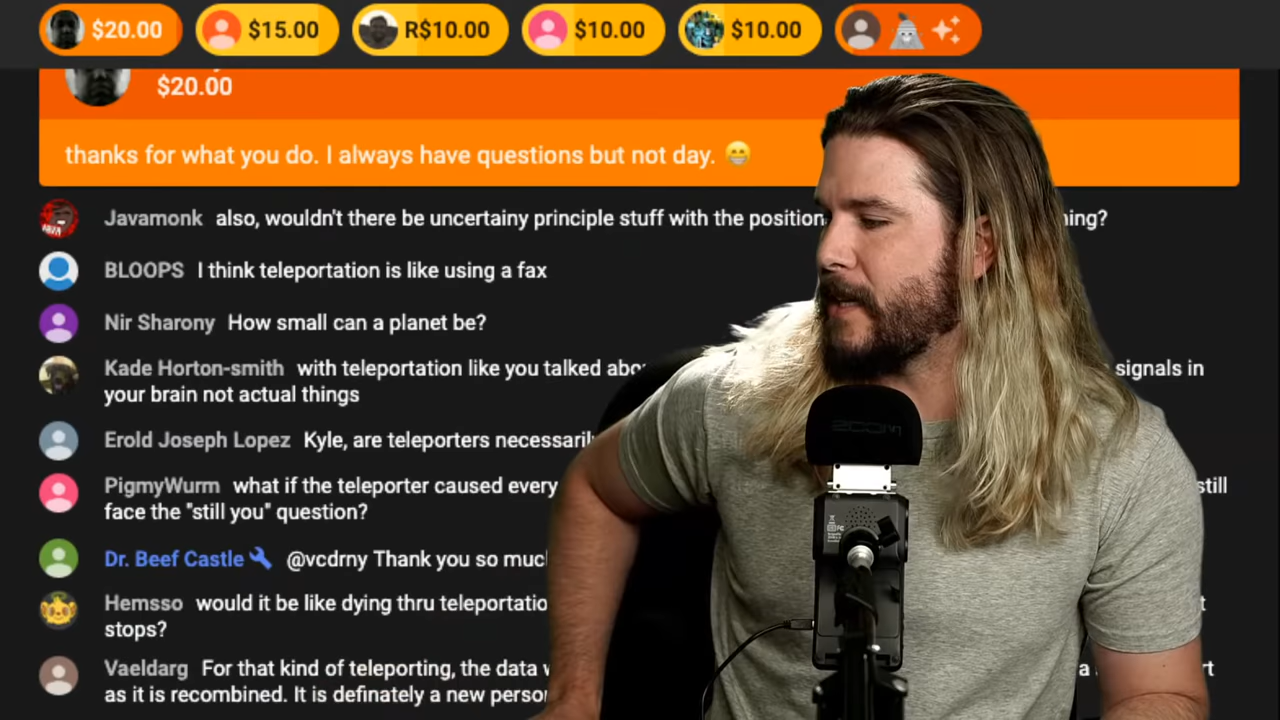 $20.00 $15.00 R$10.00 $10.00 $10.00
$20.00
thanks for what you do. I always have questions but not day. 😁
Javamonk also, wouldn't there be uncertainy principle stuff with the position
BLOOPS I think teleportation is like using a fax
Nir Sharony How small can a planet be?
Kade Horton-smith with teleportation like you talked signals in
your brain not actual things
Erold Joseph Lopez Kyle, are teleporters
PigmyWurm what if the teleporter caused every still
face the "still you" question?
Dr. Beef Castle @vcdrny Thank you so
Hemsso would it be like dying thru
stops?
Vaeldarg For that kind of teleporting, the data
as it is recombined. It is definately a new
ZOOM